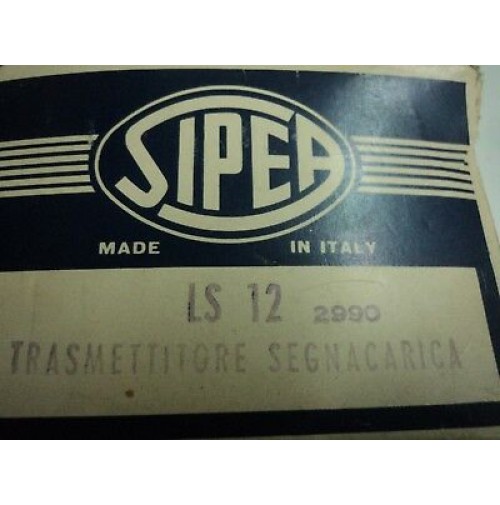 SIPEA
MADE IN ITALY
LS 12 2990
TRASMETTITORE SEGNACARICA